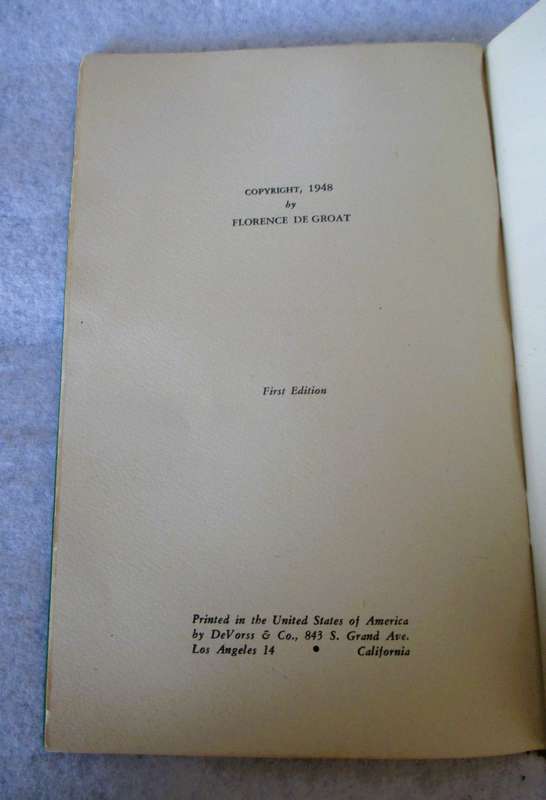 COPYRIGHT, 1948
by
FLORENCE DE GROAT
First Edition
Printed in the United States of America
by DeVorss & Co., 843 S. Grand Ave.
Los Angeles 14 • California